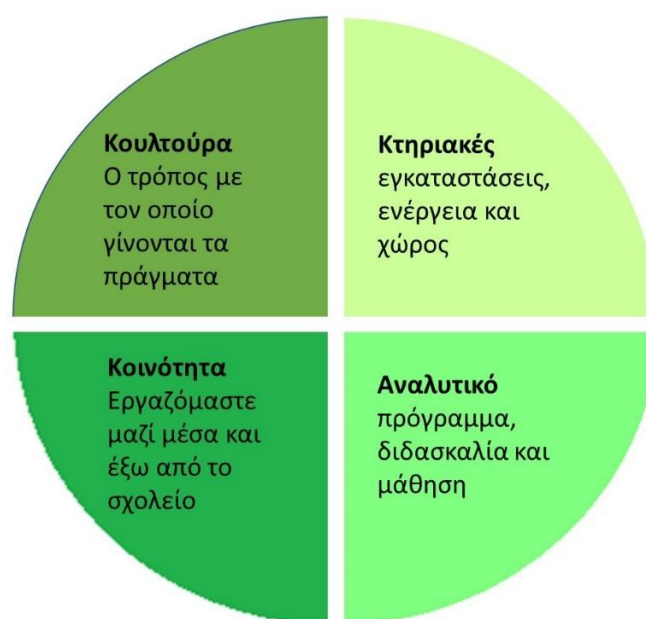 Κουλτούρα
Ο τρόπος με
τον οποίο
γίνονται τα
πράγματα
Κτηριακές
εγκαταστάσεις,
ενέργεια και
χώρος
Κοινότητα
Εργαζόμαστε
μαζί μέσα και
έξω από το
σχολείο
Αναλυτικό
πρόγραμμα,
διδασκαλία και
μάθηση